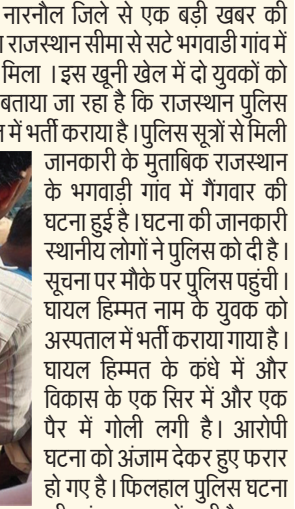 नारनौल जिले से एक बड़ी खबर की
राजस्थान सीमा से सटे भगवाडी गांव में
मिला । इस खूनी खेल में दो युवकों को
बताया जा रहा है कि राजस्थान पुलिस
में भर्ती कराया है । पुलिस सूत्रों से मिली
जानकारी के मुताबिक राजस्थान
के भगवाड़ी गांव में गैंगवार की
घटना हुई है । घटना की जानकारी
स्थानीय लोगों ने पुलिस को दी है ।
सूचना पर मौके पर पुलिस पहुंची ।
घायल हिम्मत नाम के युवक को
अस्पताल में भर्ती कराया गया है ।
घायल हिम्मत के कंधे में और
विकास के एक सिर में और एक
पैर में गोली लगी है । आरोपी
घटना को अंजाम देकर हुए फरार
हो गए है । फिलहाल पुलिस घटना